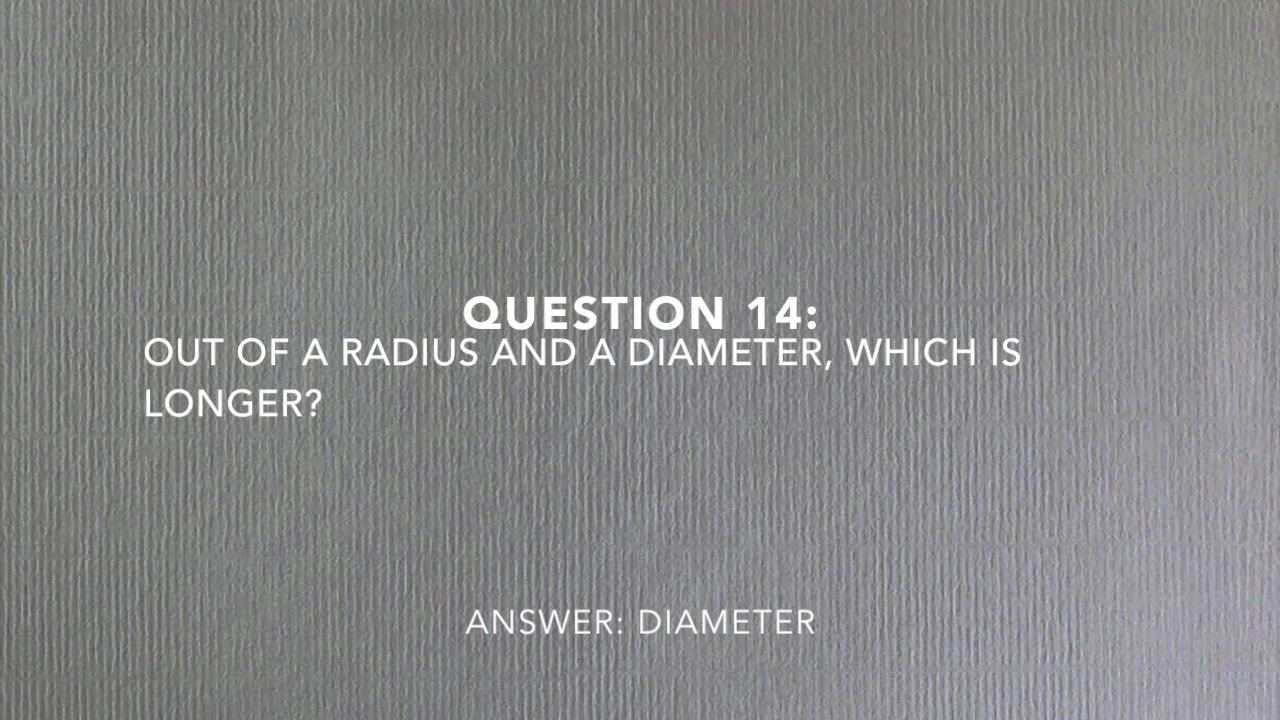 QUESTION 14:
OUT OF A RADIUS AND A DIAMETER, WHICH IS
LONGER?
ANSWER: DIAMETER